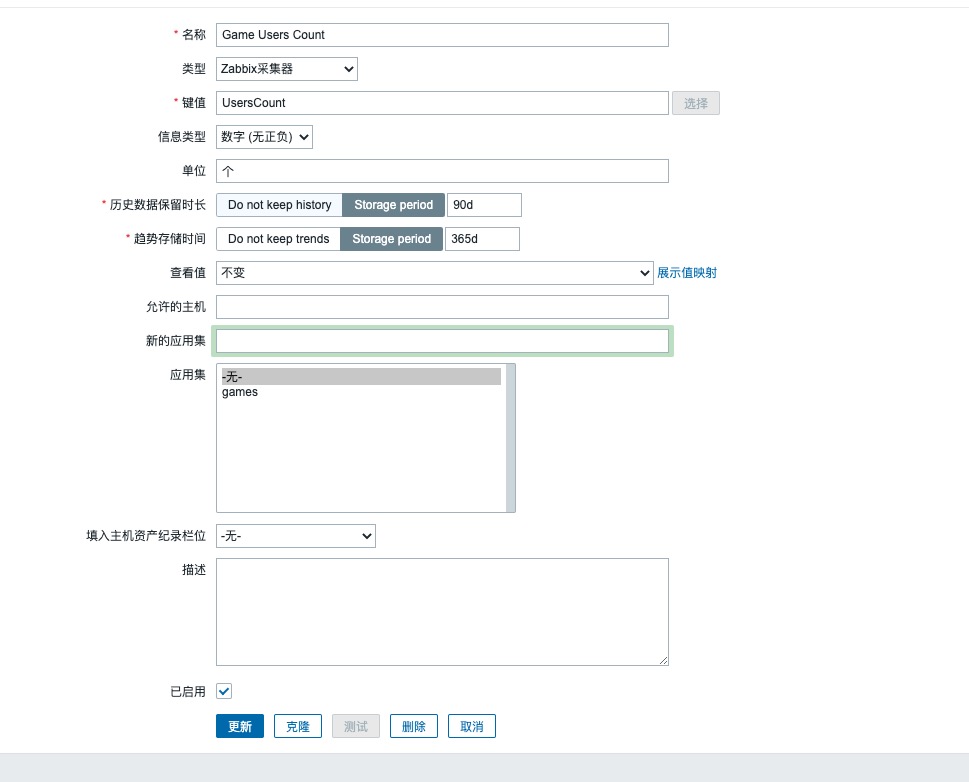 * 名称 Game Users Count
类型 Zabbix采集器
* 键值 UsersCount 选择
信息类型 数字 (无正负)
单位 个
* 历史数据保留时长 Do not keep history Storage period 90d
* 趋势存储时间 Do not keep trends Storage period 365d
查看值 不变 展示值映射
允许的主机
新的应用集
应用集 -无-
games
填入主机资产纪录栏位 -无-
描述
已启用
更新 克隆 测试 删除 取消